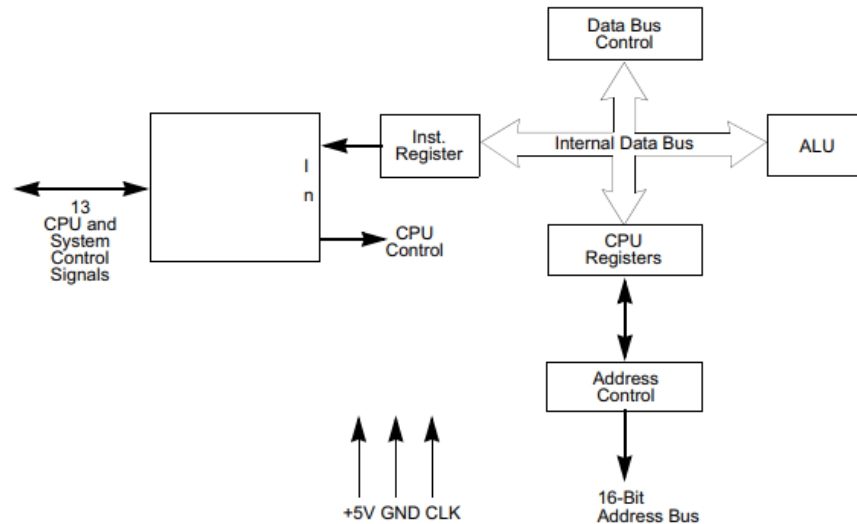 Data Bus
Control
Inst.
Register
Internal Data Bus
ALU
I
n
13
CPU and
System
Control
Signals
CPU
Control
CPU
Registers
Address
Control
+5V GND CLK
16-Bit
Address Bus